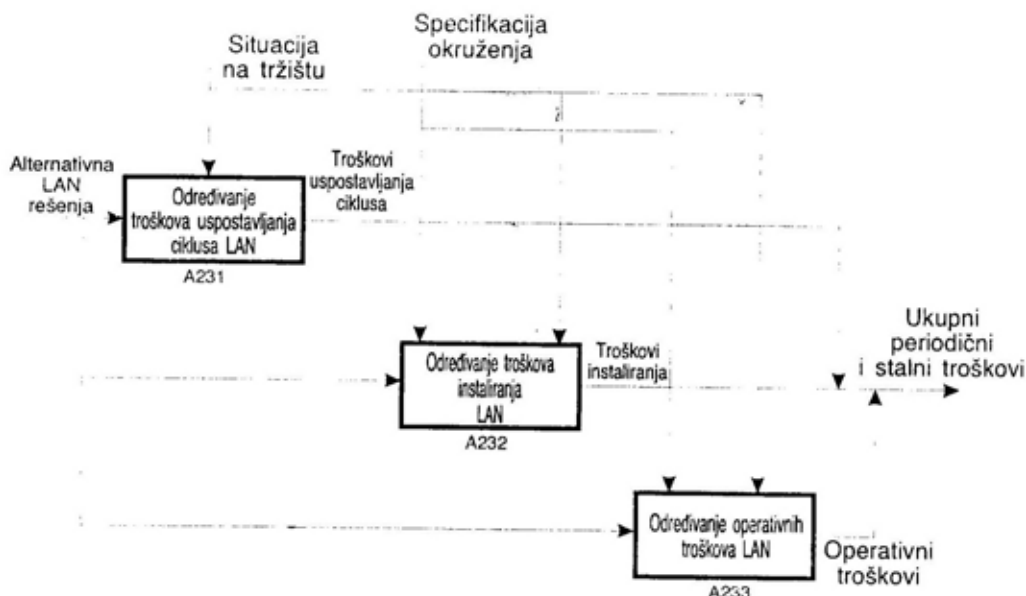 Specifikacija
okruženja
Situacija
na tržištu
Alternativna
LAN
rešenja
Troškovi
uspostavljanja
ciklusa
Određivanje
troškova uspostavljanja
ciklusa LAN
A231
Ukupni
periodični
i stalni troškovi
Određivanje troškova
instaliranja
LAN
A232
Troškovi
instaliranja
Određivanje operativnih
troškova LAN
A233
Operativni
troškovi